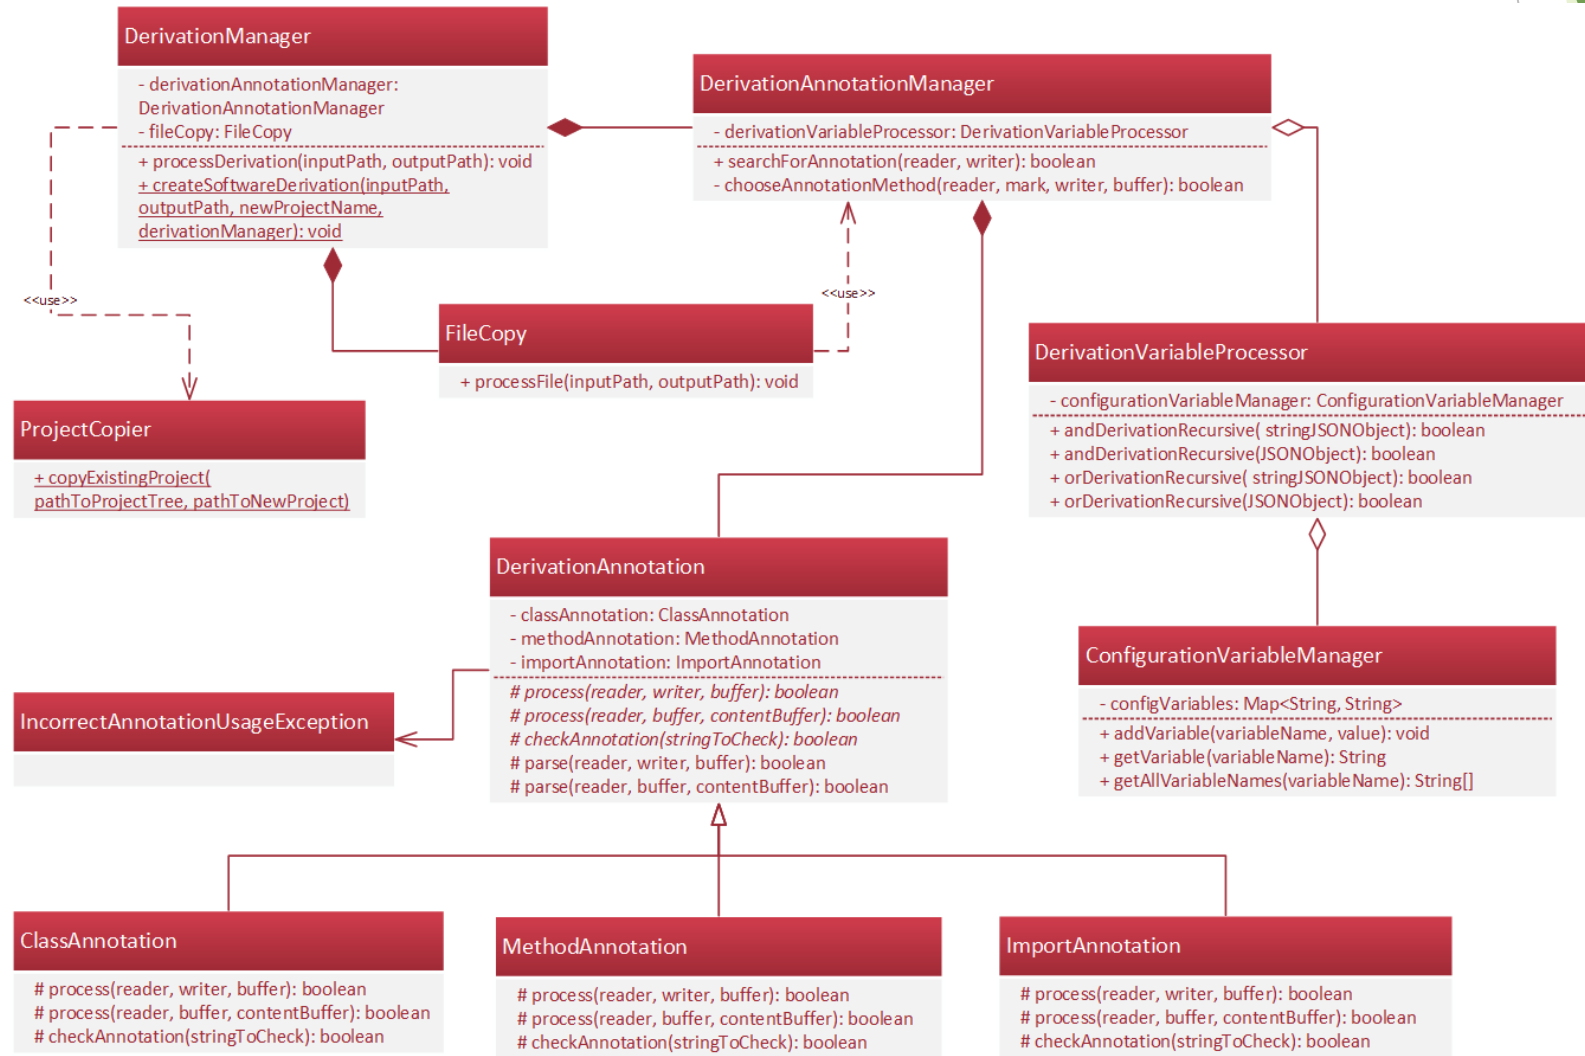 DerivationManager
- derivationAnnotationManager:
DerivationAnnotationManager
- fileCopy: FileCopy
+ processDerivation(inputPath, outputPath): void
+ createSoftwareDerivation(inputPath,
outputPath, newProjectName,
derivationManager): void
DerivationAnnotationManager
- derivationVariableProcessor: DerivationVariableProcessor
+ searchForAnnotation(reader, writer): boolean
- chooseAnnotationMethod(reader, mark, writer, buffer): boolean
<<use>>
<<use>>
FileCopy
+ processFile(inputPath, outputPath): void
DerivationVariableProcessor
- configurationVariableManager: ConfigurationVariableManager
+ andDerivationRecursive( stringJSONObject): boolean
+ andDerivationRecursive(JSONObject): boolean
+ orDerivationRecursive( stringJSONObject): boolean
+ orDerivationRecursive(JSONObject): boolean
ProjectCopier
+ copyExistingProject(
pathToProjectTree, pathToNewProject)
DerivationAnnotation
- classAnnotation: ClassAnnotation
- methodAnnotation: MethodAnnotation
- importAnnotation: ImportAnnotation
# process(reader, writer, buffer): boolean
# process(reader, buffer, contentBuffer): boolean
# checkAnnotation(stringToCheck): boolean
# parse(reader, writer, buffer): boolean
# parse(reader, buffer, contentBuffer): boolean
ConfigurationVariableManager
- configVariables: Map<String, String>
+ addVariable(variableName, value): void
+ getVariable(variableName): String
+ getAllVariableNames(variableName): String[]
IncorrectAnnotationUsageException
ClassAnnotation
# process(reader, writer, buffer): boolean
# process(reader, buffer, contentBuffer): boolean
# checkAnnotation(stringToCheck): boolean
MethodAnnotation
# process(reader, writer, buffer): boolean
# process(reader, buffer, contentBuffer): boolean
# checkAnnotation(stringToCheck): boolean
ImportAnnotation
# process(reader, writer, buffer): boolean
# process(reader, buffer, contentBuffer): boolean
# checkAnnotation(stringToCheck): boolean